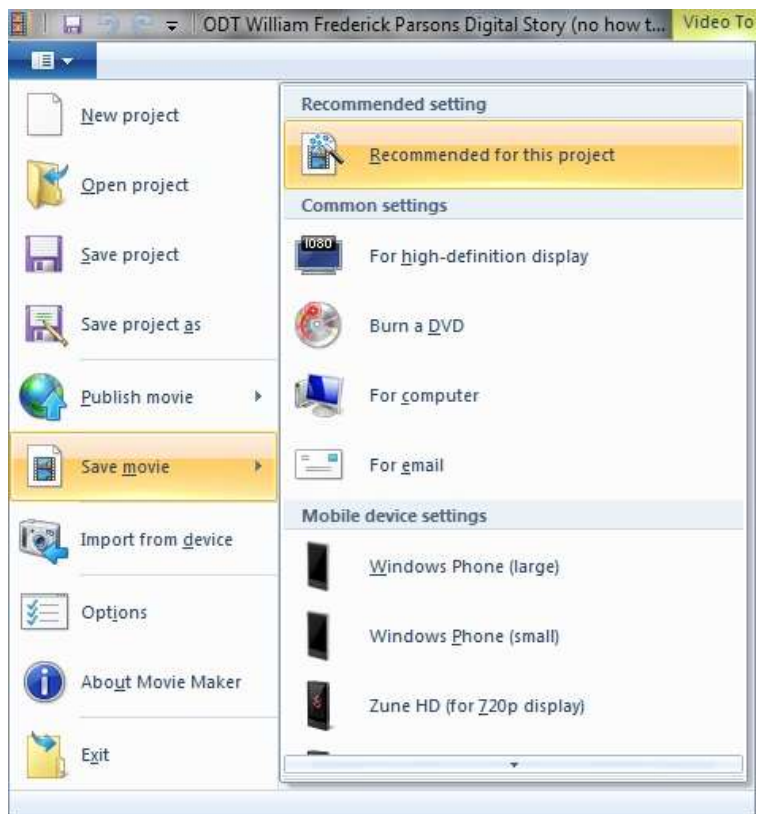 ODT William Frederick Parsons Digital Story (no how t...
Video To
New project
Open project
Save project
Save project as
Publish movie
Save movie
Import from device
Options
About Movie Maker
Exit
Recommended setting
Recommended for this project
Common settings
1080
For high-definition display
Burn a DVD
For computer
For email
Mobile device settings
Windows Phone (large)
Windows Phone (small)
Zune HD (for 720p display)